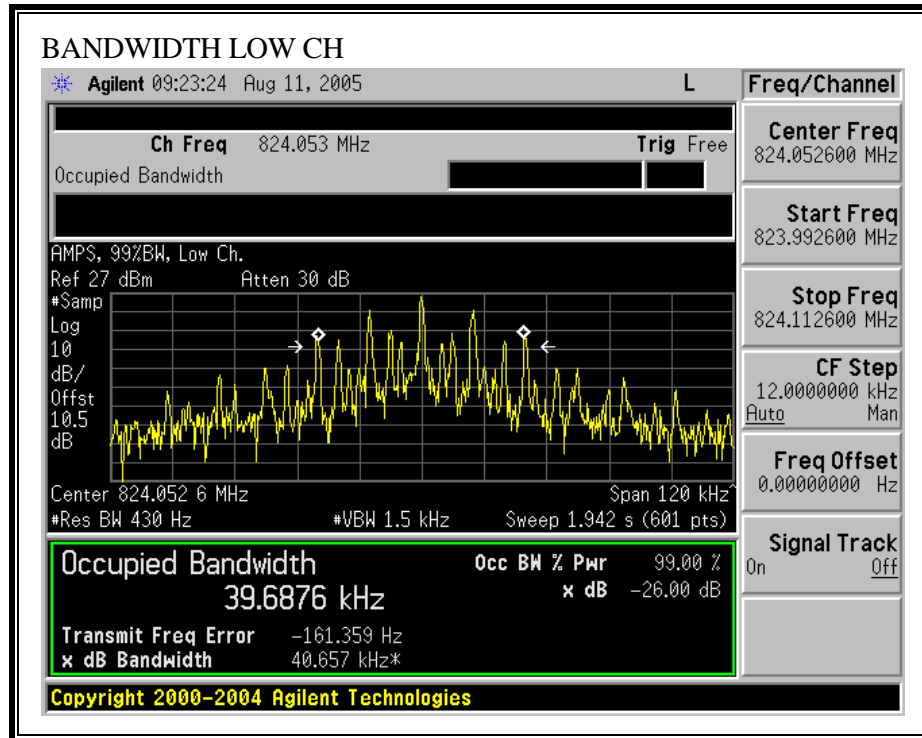 BANDWIDTH LOW CH
Agilent 09:23:24 Aug 11, 2005 L
Freq/Channel
Ch Freq 824.053 MHz Trig Free
Occupied Bandwidth
Center Freq
824.052600 MHz
Start Freq
823.992600 MHz
Stop Freq
824.112600 MHz
CF Step
12.0000000 kHz
Auto Man
Freq Offset
0.00000000 Hz
Signal Track
On Off
AMPS, 99%BW, Low Ch.
Ref 27 dBm Atten 30 dB
#Samp
Log
10
dB/
Offst
10.5
dB
Center 824.052 6 MHz Span 120 kHz^
#Res BW 430 Hz #VBW 1.5 kHz Sweep 1.942 s (601 pts)
Occupied Bandwidth Occ BW % Pwr 99.00 %
39.6876 kHz x dB -26.00 dB
Transmit Freq Error -161.359 Hz
x dB Bandwidth 40.657 kHz*
Copyright 2000-2004 Agilent Technologies